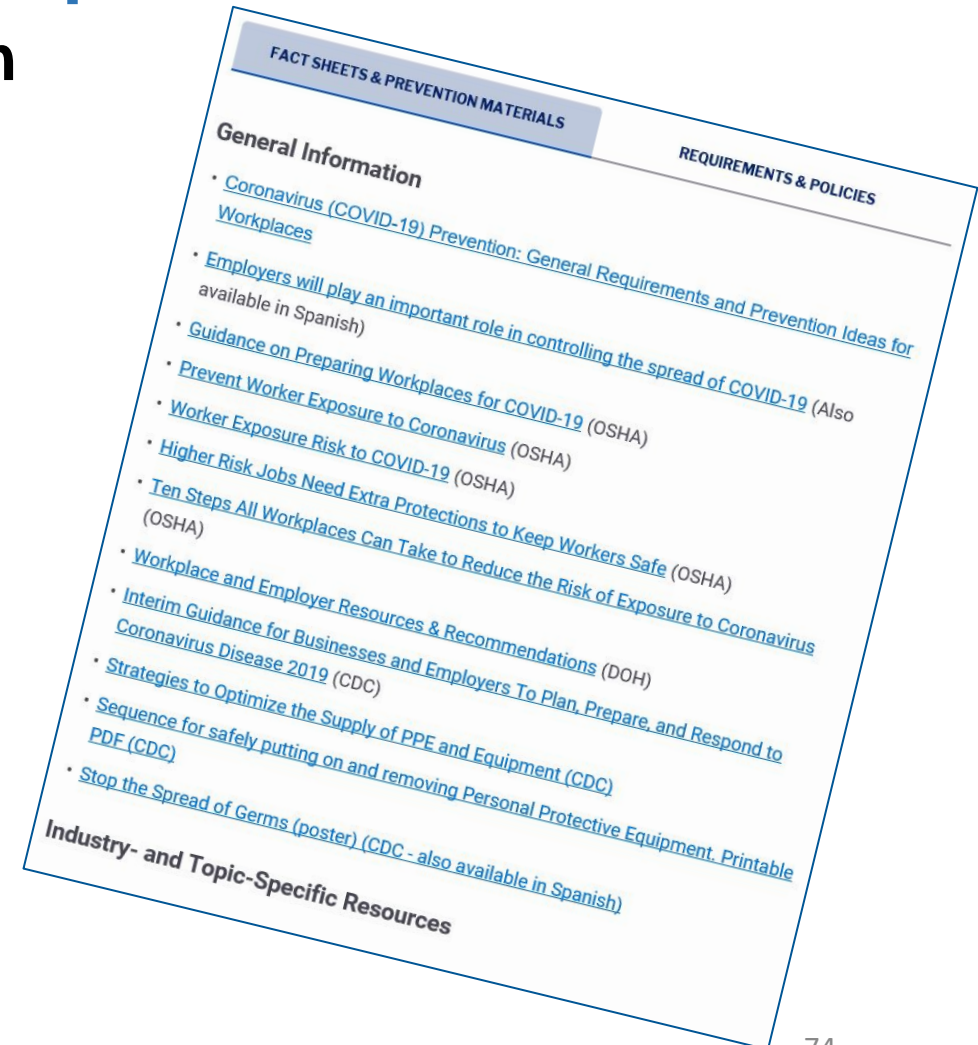 n
FACT SHEETS & PREVENTION MATERIALS
REQUIREMENTS & POLICIES
General Information
• Coronavirus (COVID-19) Prevention: General Requirements and Prevention Ideas for
Workplaces
• Employers will play an important role in controlling the spread of COVID-19 (Also
available in Spanish)
• Guidance on Preparing Workplaces for COVID-19 (OSHA)
• Prevent Worker Exposure to Coronavirus (OSHA)
• Worker Exposure Risk to COVID-19 (OSHA)
• Higher Risk Jobs Need Extra Protections to Keep Workers Safe (OSHA)
• Ten Steps All Workplaces Can Take to Reduce the Risk of Exposure to Coronavirus
(OSHA)
• Workplace and Employer Resources & Recommendations (DOH)
• Interim Guidance for Businesses and Employers To Plan, Prepare, and Respond to
Coronavirus Disease 2019 (CDC)
• Strategies to Optimize the Supply of PPE and Equipment (CDC)
• Sequence for safely putting on and removing Personal Protective Equipment. Printable
PDF (CDC)
• Stop the Spread of Germs (poster) (CDC - also available in Spanish)
Industry- and Topic-Specific Resources